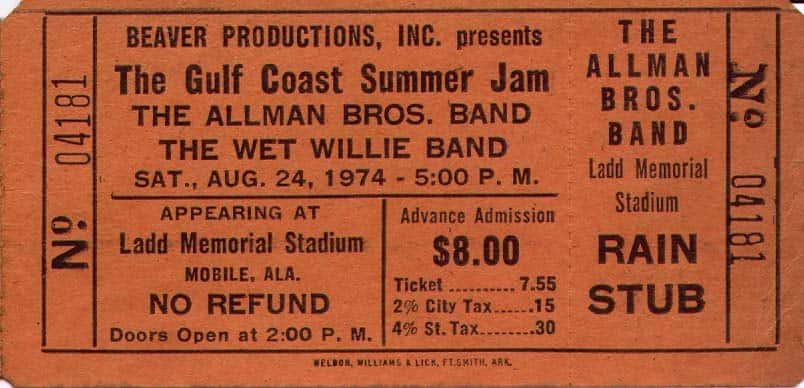 Nº. 04181
BEAVER PRODUCTIONS, INC. presents
The Gulf Coast Summer Jam
THE ALLMAN BROS. BAND
THE WET WILLIE BAND
SAT., AUG. 24, 1974 - 5:00 P. M.
APPEARING AT
Ladd Memorial Stadium
MOBILE, ALA.
NO REFUND
Doors Open at 2:00 P. M.
Advance Admission
$8.00
Ticket ..........7.55
2% City Tax......15
4% St. Tax........30
THE
ALLMAN
BROS.
BAND
Ladd Memorial
Stadium
RAIN
STUB
Nº. 04181
WELDON, WILLIAMS & LICK, FT. SMITH, ARK.